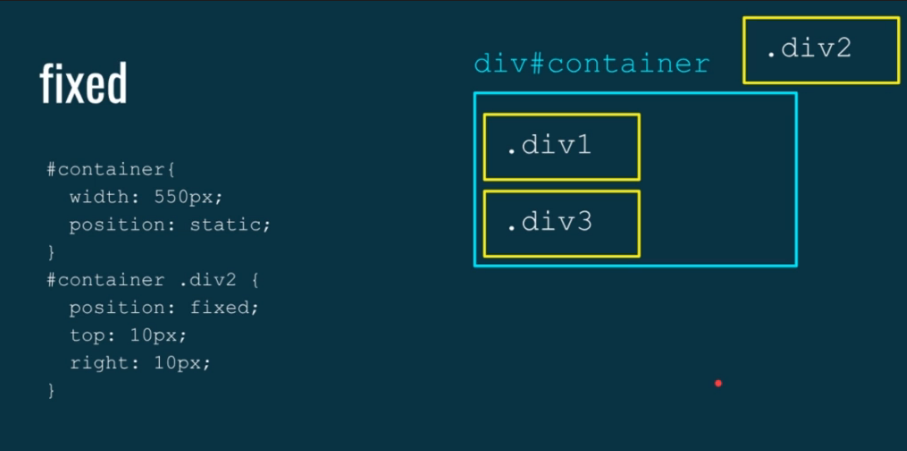 fixed
#container{
  width: 550px;
  position: static;
}
#container .div2 {
  position: fixed;
  top: 10px;
  right: 10px;
}
div#container
.div2
.div1
.div3